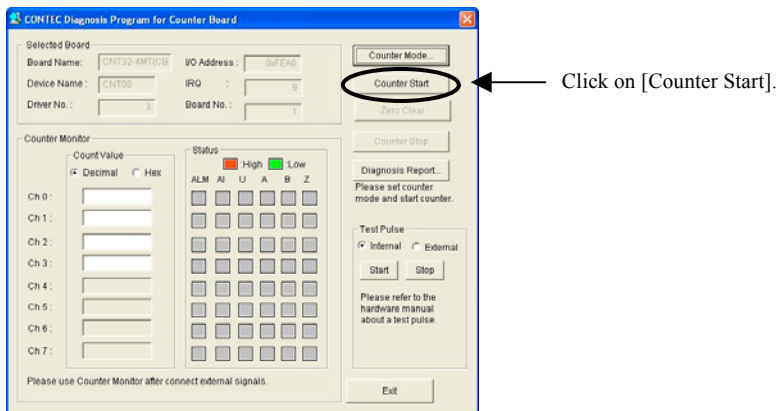 CONTEC Diagnosis Program for Counter Board
Selected Board
Board Name: CNT32-4MT(CB I/O Address : 0xFEA0
Device Name : CNT00 IRQ : 9
Driver No. : 3 Board No. : 1
Counter Mode...
Counter Start
Zero Clear
Counter Stop
Diagnosis Report...
Please set counter
mode and start counter.
Click on [Counter Start].
Counter Monitor
Count Value
Decimal Hex
Status
:High :Low
ALM AI U A B Z
Ch 0 :
Ch 1 :
Ch 2 :
Ch 3 :
Ch 4 :
Ch 5 :
Ch 6 :
Ch 7 :
Test Pulse
Internal External
Start Stop
Please refer to the
hardware manual
about a test pulse.
Please use Counter Monitor after connect external signals.
Exit